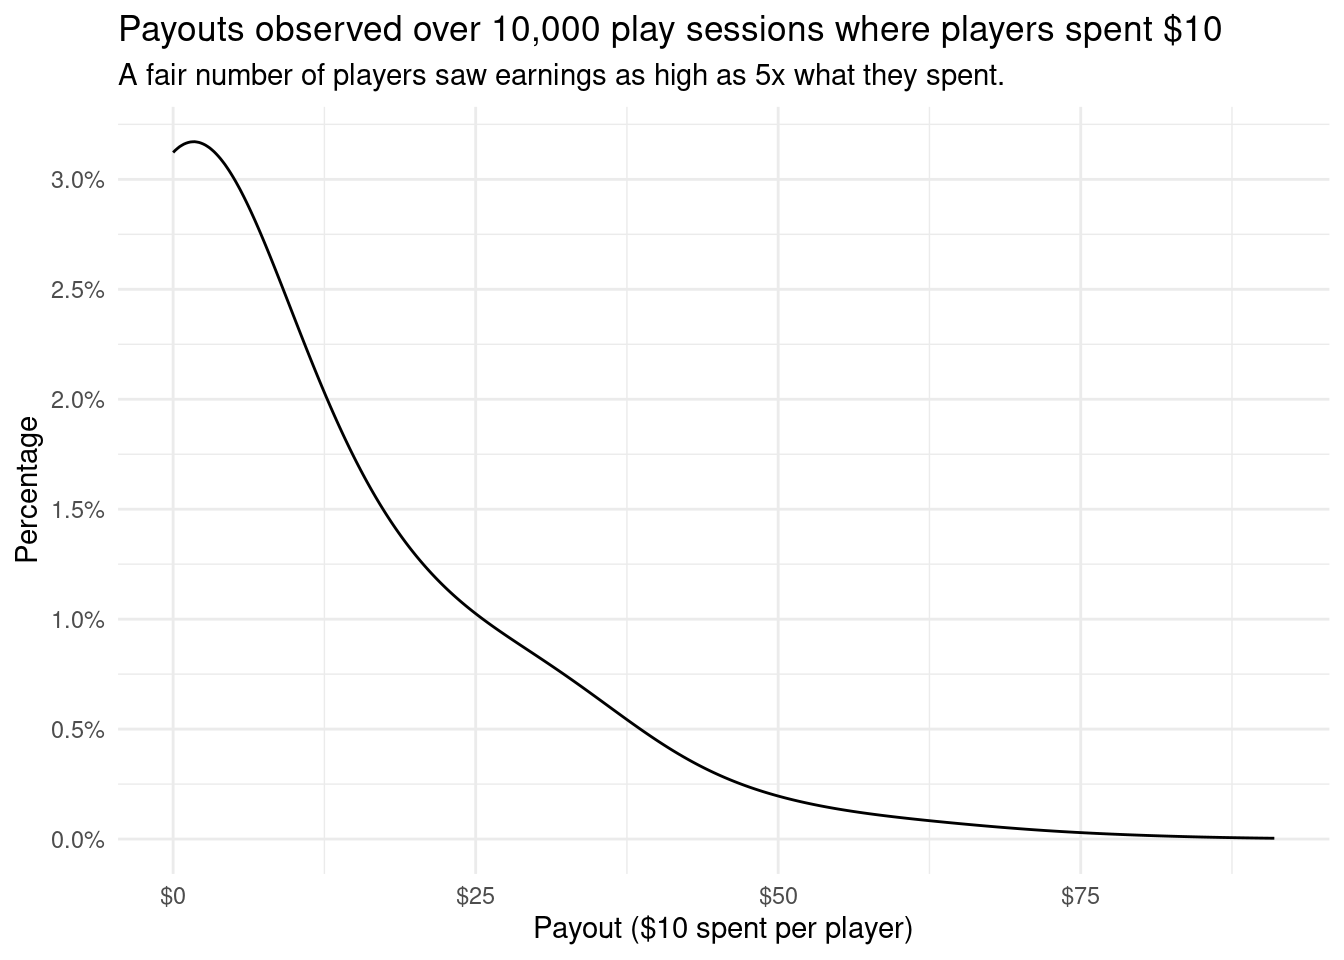 Payouts observed over 10,000 play sessions where players spent $10
A fair number of players saw earnings as high as 5x what they spent.
Percentage
3.0%
2.5%
2.0%
1.5%
1.0%
0.5%
0.0%
$0
$25
$50
$75
Payout ($10 spent per player)